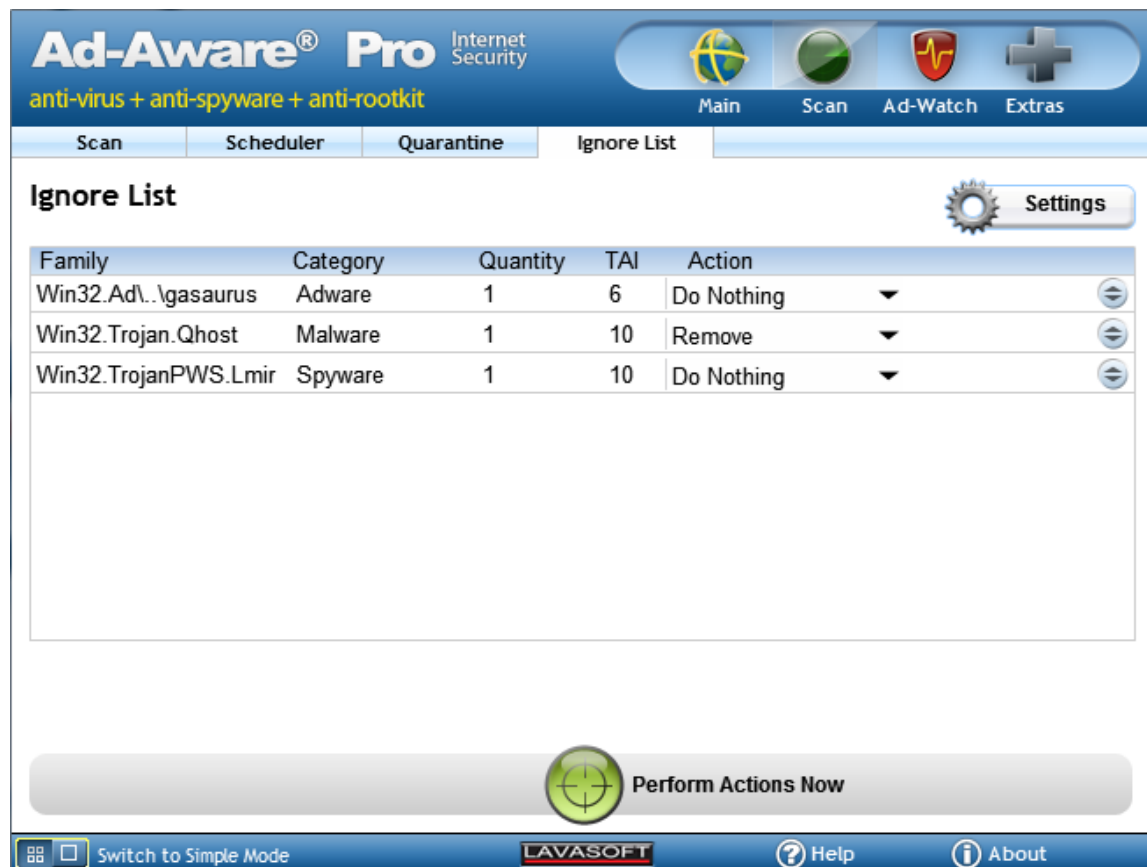 Ad-Aware® Pro Internet Security
anti-virus + anti-spyware + anti-rootkit
Main Scan Ad-Watch Extras
Scan Scheduler Quarantine Ignore List
Ignore List
Settings
Family Category Quantity TAI Action
Win32.Ad\..\gasaurus Adware 1 6 Do Nothing
Win32.Trojan.Qhost Malware 1 10 Remove
Win32.TrojanPWS.Lmir Spyware 1 10 Do Nothing
Perform Actions Now
Switch to Simple Mode LAVASOFT ? Help i About